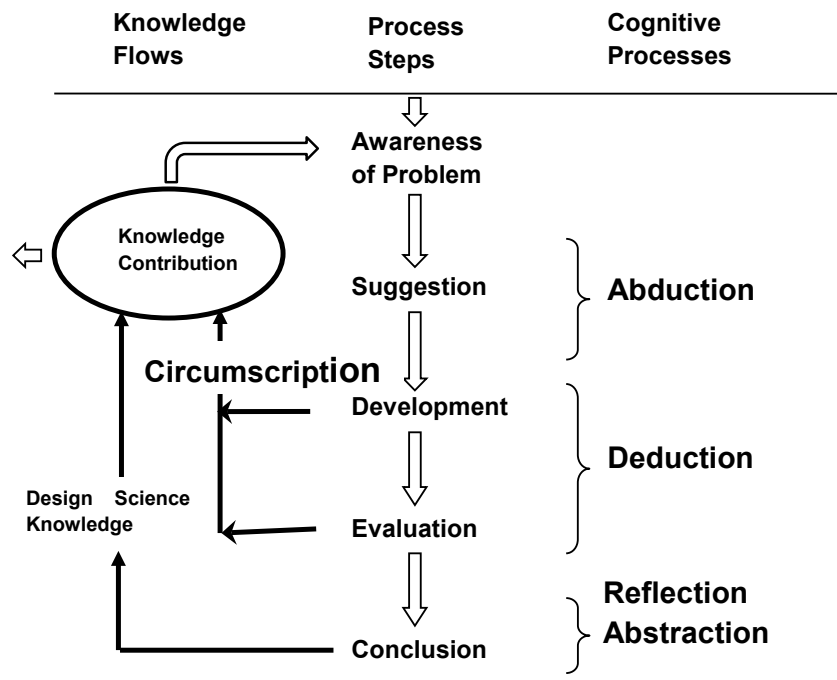 Knowledge
Flows
Process
Steps
Cognitive
Processes
Awareness
of Problem
Knowledge
Contribution
Suggestion
Abduction
Circumscription
Development
Deduction
Design Science
Knowledge
Evaluation
Reflection
Abstraction
Conclusion